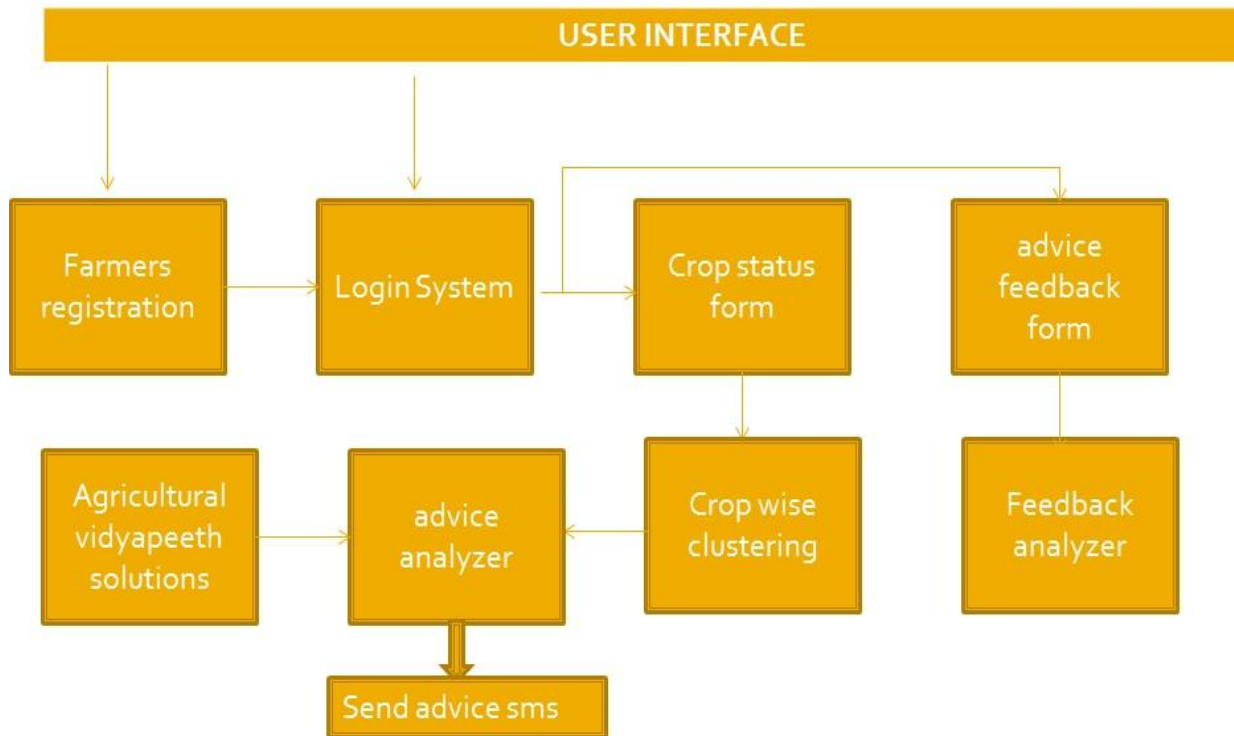 USER INTERFACE
Farmers
registration
Login System
Crop status
form
advice
feedback
form
Agricultural
vidyapeeth
solutions
advice
analyzer
Crop wise
clustering
Feedback
analyzer
Send advice sms